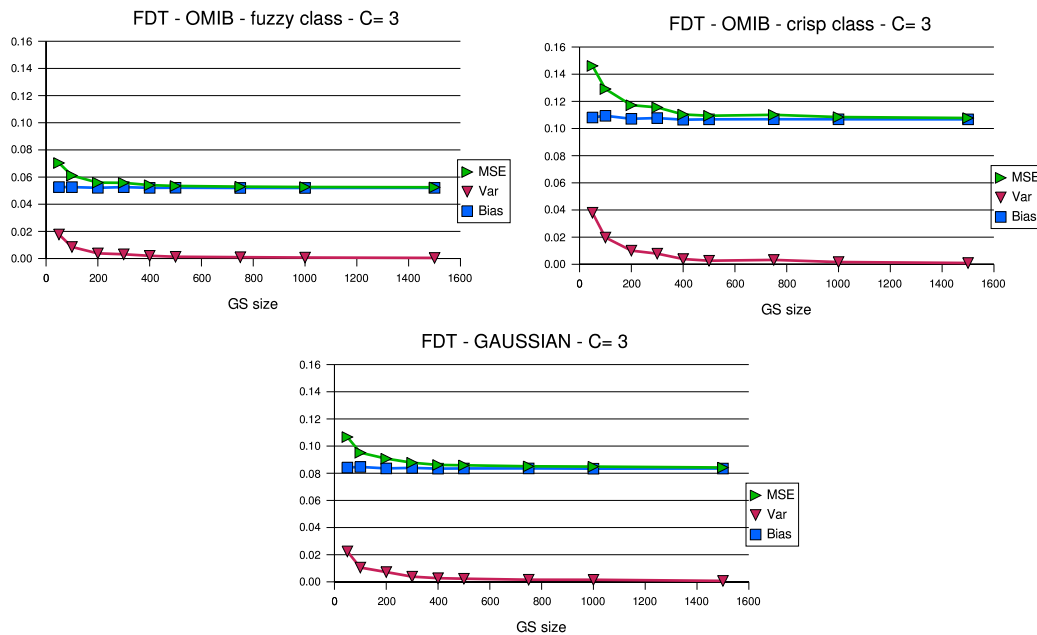 FDT - OMIB - fuzzy class - C= 3
0.16
0.14
0.12
0.10
0.08
0.06
0.04
0.02
0.00
0 200 400 600 800 1000 1200 1400 1600
GS size
MSE
Var
Bias
FDT - OMIB - crisp class - C= 3
0.16
0.14
0.12
0.10
0.08
0.06
0.04
0.02
0.00
0 200 400 600 800 1000 1200 1400 1600
GS size
MSE
Var
Bias
FDT - GAUSSIAN - C= 3
0.16
0.14
0.12
0.10
0.08
0.06
0.04
0.02
0.00
0 200 400 600 800 1000 1200 1400 1600
GS size
MSE
Var
Bias